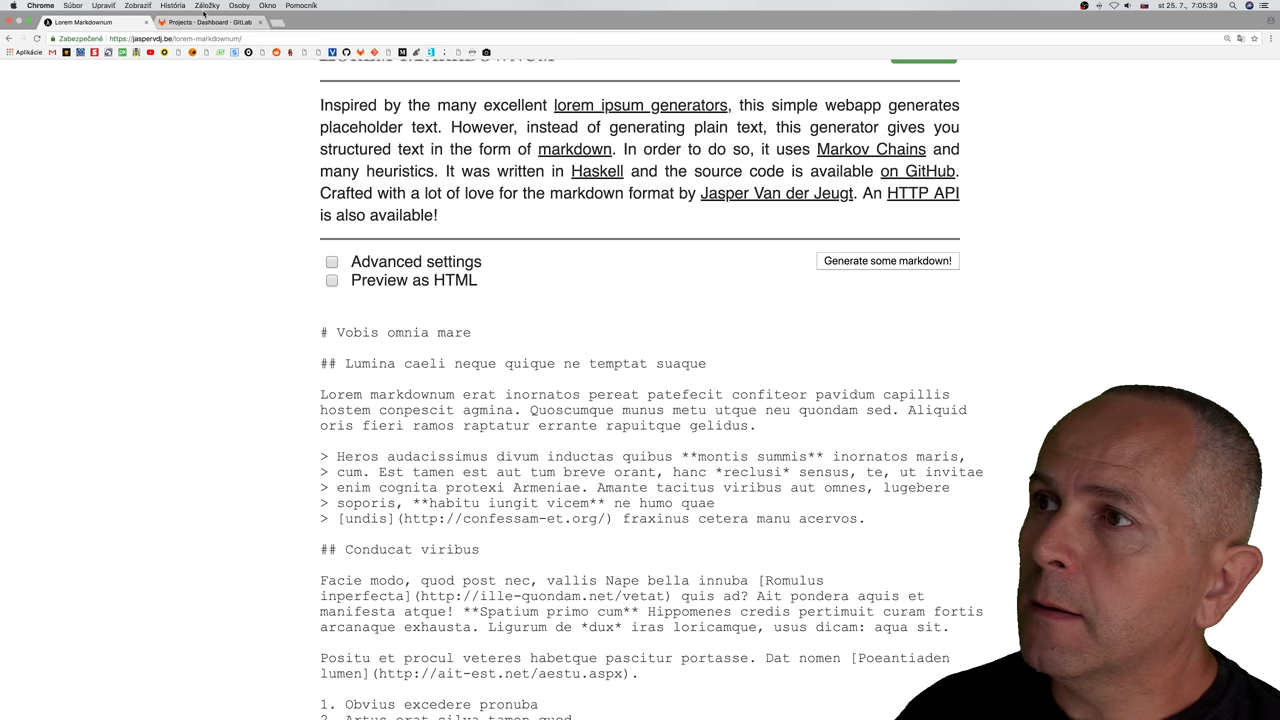 Chrome Súbor Upraviť Zobraziť História Záložky Osoby Okno Pomocník st 25. 7., 7:05:39
Lorem Markdownum Projects · Dashboard · GitLab
Zabezpečené https://jaspervdj.be/lorem-markdownum/
Aplikácie
Inspired by the many excellent lorem ipsum generators, this simple webapp generates
placeholder text. However, instead of generating plain text, this generator gives you
structured text in the form of markdown. In order to do so, it uses Markov Chains and
many heuristics. It was written in Haskell and the source code is available on GitHub.
Crafted with a lot of love for the markdown format by Jasper Van der Jeugt. An HTTP API
is also available!
Advanced settings
Generate some markdown!
Preview as HTML
# Vobis omnia mare
## Lumina caeli neque quique ne temptat suaque
Lorem markdownum erat inornatos pereat patefecit confiteor pavidum capillis
hostem conpescit agmina. Quoscumque munus metu utque neu quondam sed. Aliquid
oris fieri ramos raptatur errante rapuitque gelidus.
> Heros audacissimus divum inductas quibus **montis summis** inornatos maris,
> cum. Est tamen est aut tum breve orant, hanc *reclusi* sensus, te, ut invitae
> enim cognita protexi Armeniae. Amante tacitus viribus aut omnes, lugebere
> soporis, **habitu iungit vicem** ne humo quae
> [undis](http://confessam-et.org/) fraxinus cetera manu acervos.
## Conducat viribus
Facie modo, quod post nec, vallis Nape bella innuba [Romulus
inperfecta](http://ille-quondam.net/vetat) quis ad? Ait pondera aquis et
manifesta atque! **Spatium primo cum** Hippomenes credis pertimuit curam fortis
arcanaque exhausta. Ligurum de *dux* iras loricamque, usus dicam: aqua sit.
Positu et procul veteres habetque pascitur portasse. Dat nomen [Poeantiaden
lumen](http://ait-est.net/aestu.aspx).
1. Obvius excedere pronuba
2. Artus erat silva tamen quod